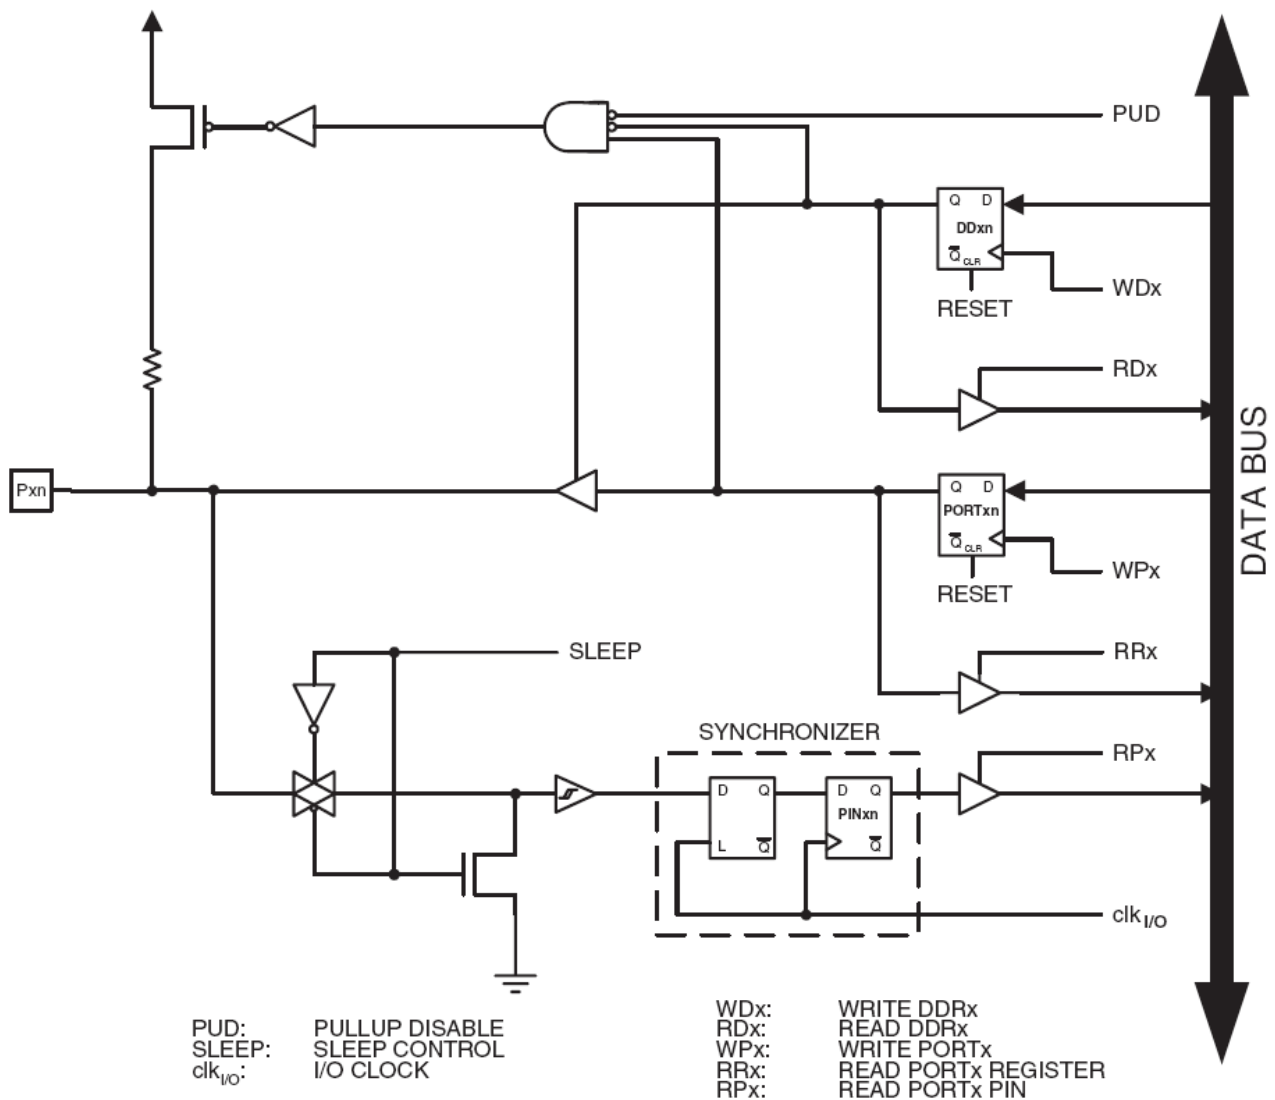 PUD
Q D
DDxn
Q CLR
WDx
RESET
RDx
DATA BUS
Pxn
Q D
PORTxn
Q CLR
WPx
RESET
SLEEP
RRx
SYNCHRONIZER
RPx
D Q
L Q
D Q
PINxn
Q
clk I/O
PUD: PULLUP DISABLE
SLEEP: SLEEP CONTROL
clk I/O: I/O CLOCK
WDx: WRITE DDRx
RDx: READ DDRx
WPx: WRITE PORTx
RRx: READ PORTx REGISTER
RPx: READ PORTx PIN